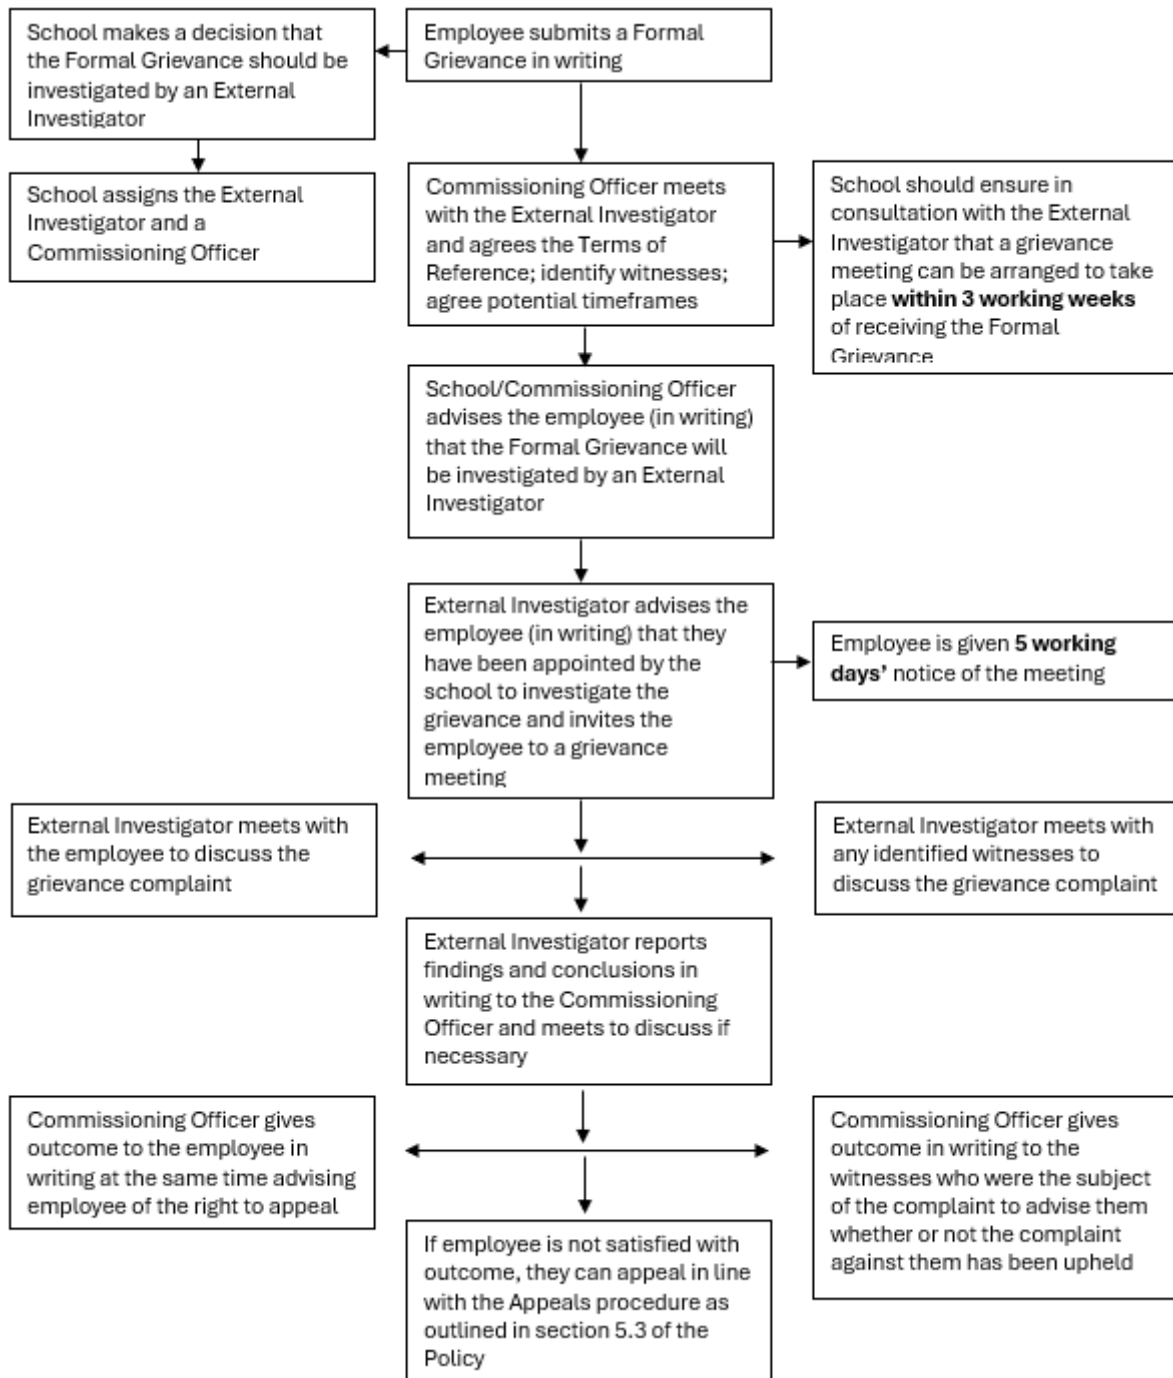 School makes a decision that
the Formal Grievance should be
investigated by an External
Investigator
Employee submits a Formal
Grievance in writing
School assigns the External
Investigator and a
Commissioning Officer
Commissioning Officer meets
with the External Investigator
and agrees the Terms of
Reference; identify witnesses;
agree potential timeframes
School should ensure in
consultation with the External
Investigator that a grievance
meeting can be arranged to take
place within 3 working weeks
of receiving the Formal
Grievance
School/Commissioning Officer
advises the employee (in writing)
that the Formal Grievance will
be investigated by an External
Investigator
External Investigator advises the
employee (in writing) that they
have been appointed by the
school to investigate the
grievance and invites the
employee to a grievance
meeting
Employee is given 5 working
days’ notice of the meeting
External Investigator meets with
the employee to discuss the
grievance complaint
External Investigator meets with
any identified witnesses to
discuss the grievance complaint
External Investigator reports
findings and conclusions in
writing to the Commissioning
Officer and meets to discuss if
necessary
Commissioning Officer gives
outcome to the employee in
writing at the same time advising
employee of the right to appeal
Commissioning Officer gives
outcome in writing to the
witnesses who were the subject
of the complaint to advise them
whether or not the complaint
against them has been upheld
If employee is not satisfied with
outcome, they can appeal in line
with the Appeals procedure as
outlined in section 5.3 of the
Policy